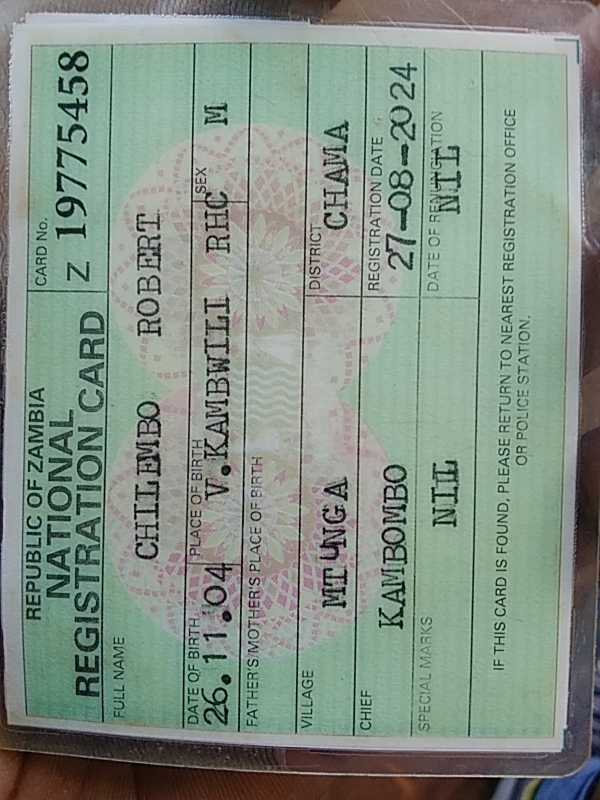 REPUBLIC OF ZAMBIA
NATIONAL
REGISTRATION CARD
CARD No.
Z 19775458
FULL NAME
CHILEMBO ROBERT
DATE OF BIRTH PLACE OF BIRTH SEX
26.11.04 V.KAMBWILI RHC M
FATHER'S/MOTHER'S PLACE OF BIRTH
VILLAGE DISTRICT
MTUNGA CHAMA
CHIEF REGISTRATION DATE
KAMBOMBO 27-08-2024
SPECIAL MARKS DATE OF RENUNCIATION
NIL NIL
IF THIS CARD IS FOUND, PLEASE RETURN TO NEAREST REGISTRATION OFFICE
OR POLICE STATION.